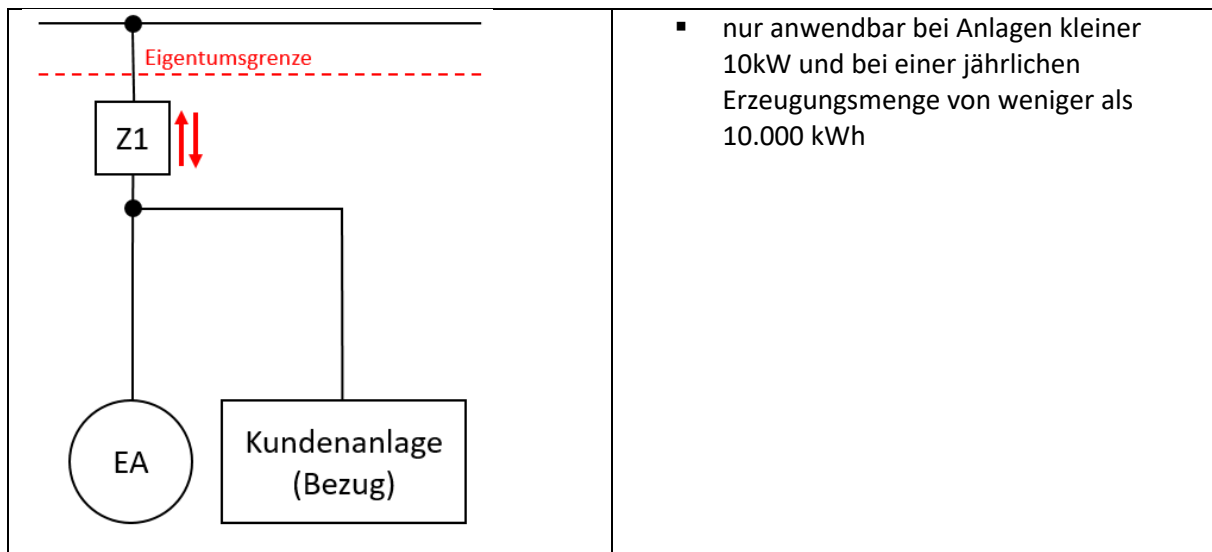 Eigentumsgrenze
Z1
EA
Kundenanlage
(Bezug)
▪ nur anwendbar bei Anlagen kleiner
10kW und bei einer jährlichen
Erzeugungsmenge von weniger als
10.000 kWh